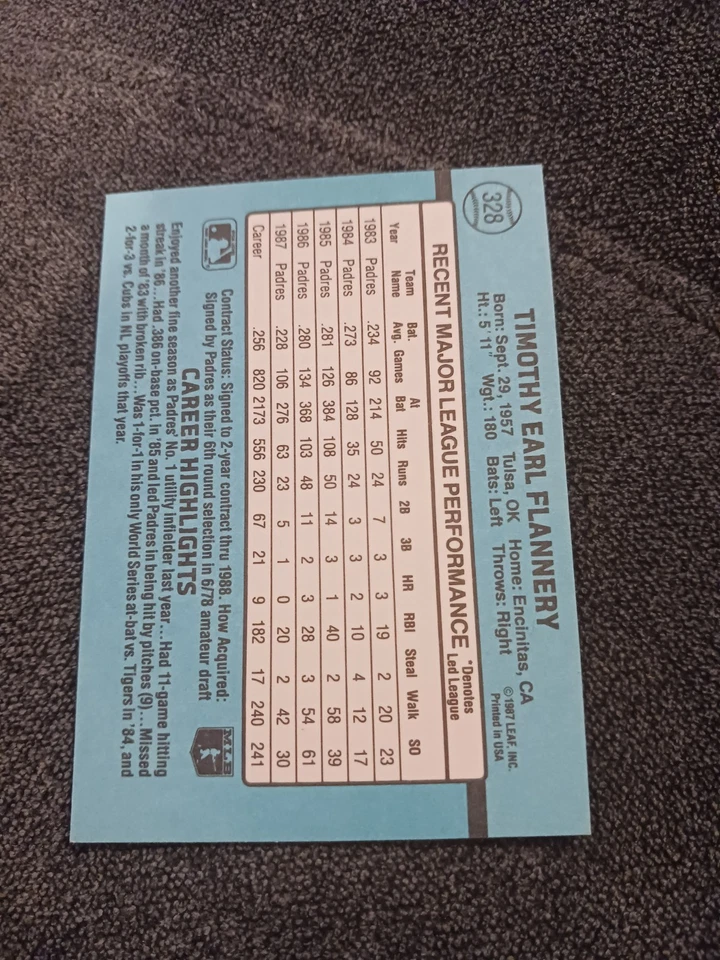 328
TIMOTHY EARL FLANNERY
Born: Sept. 29, 1957 Tulsa, OK Home: Encinitas, CA
Ht.: 5' 11" Wgt.: 180 Bats: Left Throws: Right
©1987 LEAF, INC.
Printed in USA
RECENT MAJOR LEAGUE PERFORMANCE
*Denotes
Led League
Year Team Name Bat. Avg. Games At Bat Hits Runs 2B 3B HR RBI Steal Walk SO
1983 Padres .234 92 214 50 24 7 3 3 19 2 20 23
1984 Padres .273 86 128 35 24 3 3 2 10 4 12 17
1985 Padres .281 126 384 108 50 14 3 1 40 2 58 39
1986 Padres .280 134 368 103 48 11 2 3 28 3 54 61
1987 Padres .228 106 276 63 23 5 1 0 20 2 42 30
Career .256 820 2173 556 230 67 21 9 182 17 240 241
Contract Status: Signed to 2-year contract thru 1988. How Acquired:
Signed by Padres as their 6th round selection in 6/78 amateur draft
MLB
CAREER HIGHLIGHTS
Enjoyed another fine season as Padres' No. 1 utility infielder last year...Had 11-game hitting
streak in '86...Had .386 on-base pct. in '85 and led Padres in being hit by pitches (9)...Missed
a month of '83 with broken rib...Was 1-for-1 in his only World Series at-bat vs. Tigers in '84, and
2-for-3 vs. Cubs in NL playoffs that year.